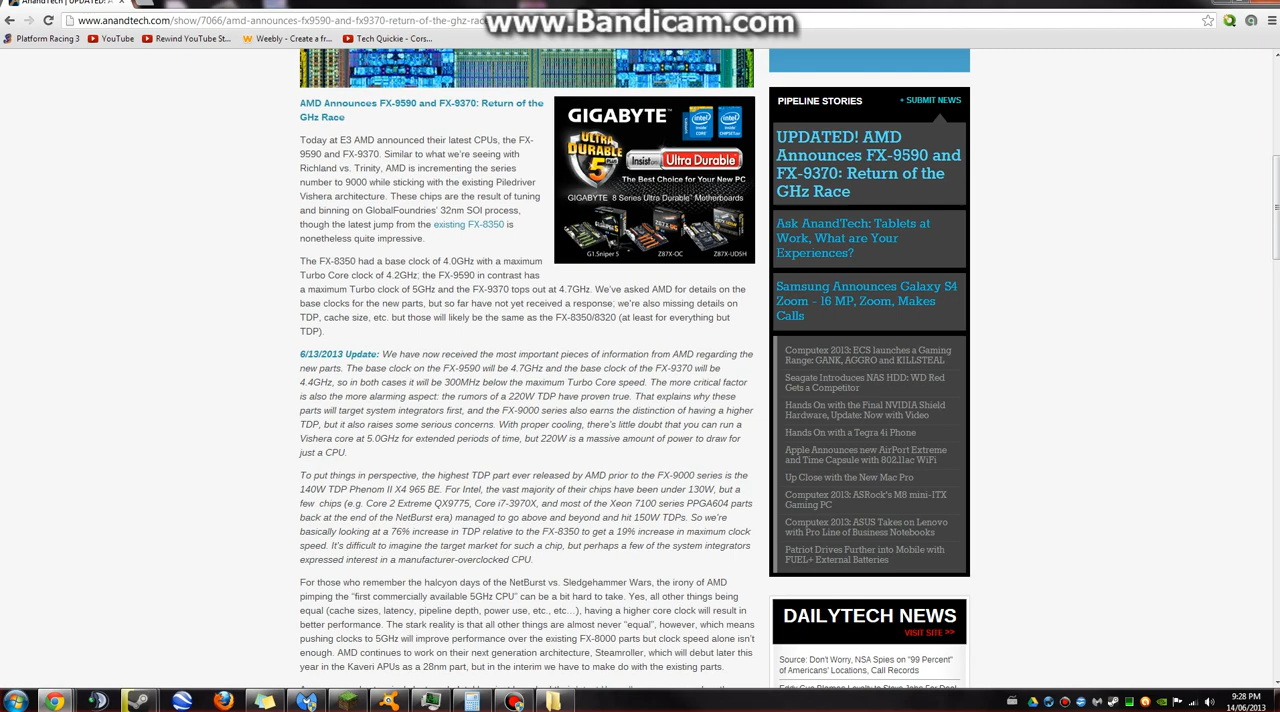 AnandTech | UPDATED! A
www.Bandicam.com
www.anandtech.com/show/7066/amd-announces-fx9590-and-fx9370-return-of-the-ghz-rac
Platform Racing 3
YouTube
Rewind YouTube St...
Weebly - Create a fr...
Tech Quickie - Cors...
AMD Announces FX-9590 and FX-9370: Return of the
GHz Race
Today at E3 AMD announced their latest CPUs, the FX-
9590 and FX-9370. Similar to what we're seeing with
Richland vs. Trinity, AMD is incrementing the series
number to 9000 while sticking with the existing Piledriver
Vishera architecture. These chips are the result of tuning
and binning on GlobalFoundries' 32nm SOI process,
though the latest jump from the existing FX-8350 is
nonetheless quite impressive.
The FX-8350 had a base clock of 4.0GHz with a maximum
Turbo Core clock of 4.2GHz; the FX-9590 in contrast has
a maximum Turbo clock of 5GHz and the FX-9370 tops out at 4.7GHz. We've asked AMD for details on the
base clocks for the new parts, but so far have not yet received a response; we're also missing details on
TDP, cache size, etc. but those will likely be the same as the FX-8350/8320 (at least for everything but
TDP).
6/13/2013 Update: We have now received the most important pieces of information from AMD regarding the
new parts. The base clock on the FX-9590 will be 4.7GHz and the base clock of the FX-9370 will be
4.4GHz, so in both cases it will be 300MHz below the maximum Turbo Core speed. The more critical factor
is also the more alarming aspect: the rumors of a 220W TDP have proven true. That explains why these
parts will target system integrators first, and the FX-9000 series also earns the distinction of having a higher
TDP, but it also raises some serious concerns. With proper cooling, there's little doubt that you can run a
Vishera core at 5.0GHz for extended periods of time, but 220W is a massive amount of power to draw for
just a CPU.
To put things in perspective, the highest TDP part ever released by AMD prior to the FX-9000 series is the
140W TDP Phenom II X4 965 BE. For Intel, the vast majority of their chips have been under 130W, but a
few chips (e.g. Core 2 Extreme QX9775, Core i7-3970X, and most of the Xeon 7100 series PPGA604 parts
back at the end of the NetBurst era) managed to go above and beyond and hit 150W TDPs. So we're
basically looking at a 76% increase in TDP relative to the FX-8350 to get a 19% increase in maximum clock
speed. It's difficult to imagine the target market for such a chip, but perhaps a few of the system integrators
expressed interest in a manufacturer-overclocked CPU.
For those who remember the halcyon days of the NetBurst vs. Sledgehammer Wars, the irony of AMD
pimping the "first commercially available 5GHz CPU" can be a bit hard to take. Yes, all other things being
equal (cache sizes, latency, pipeline depth, power use, etc., etc...), having a higher core clock will result in
better performance. The stark reality is that all other things are almost never "equal", however, which means
pushing clocks to 5GHz will improve performance over the existing FX-8000 parts but clock speed alone isn't
enough. AMD continues to work on their next generation architecture, Steamroller, which will debut later this
year in the Kaveri APUs as a 28nm part, but in the interim we have to make do with the existing parts.
GIGABYTE™
intel
intel
ULTRA
DURABLE
5
Insist
Ultra Durable™
The Best Choice for Your New PC
GIGABYTE 8 Series Ultra Durable™ Motherboards
G1.Sniper 5
Z87X-OC
Z87X-UD5H
PIPELINE STORIES
+ SUBMIT NEWS
UPDATED! AMD
Announces FX-9590 and
FX-9370: Return of the
GHz Race
Ask AnandTech: Tablets at
Work, What are Your
Experiences?
Samsung Announces Galaxy S4
Zoom - 16 MP, Zoom, Makes
Calls
Computex 2013: ECS launches a Gaming
Range: GANK, AGGRO and KILLSTEAL
Seagate Introduces NAS HDD: WD Red
Gets a Competitor
Hands On with the Final NVIDIA Shield
Hardware, Update: Now with Video
Hands On with a Tegra 4i Phone
Apple Announces new AirPort Extreme
and Time Capsule with 802.11ac WiFi
Up Close with the New Mac Pro
Computex 2013: ASRock's M8 mini-ITX
Gaming PC
Computex 2013: ASUS Takes on Lenovo
with Pro Line of Business Notebooks
Patriot Drives Further into Mobile with
FUEL+ External Batteries
DAILYTECH NEWS
VISIT SITE >>
Source: Don't Worry, NSA Spies on "99 Percent"
of Americans' Locations, Call Records
9:28 PM
14/06/2013